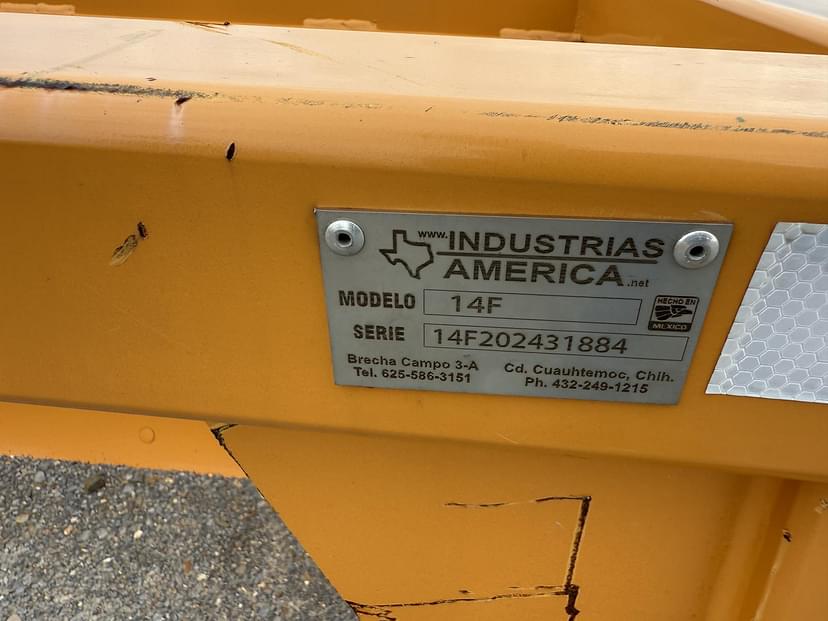 www. INDUSTRIAS
AMERICA .net
MODELO 14F
HECHO EN
MEXICO
SERIE 14F202431884
Brecha Campo 3-A Cd. Cuauhtemoc, Chih.
Tel. 625-586-3151 Ph. 432-249-1215